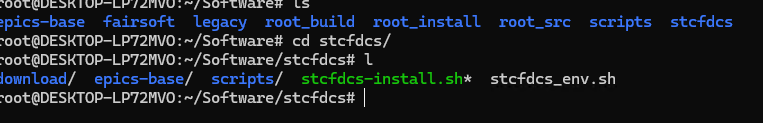 root@DESKTOP-LP72MVO:~/Software# ls
epics-base fairsoft legacy root_build root_install root_src scripts stcfdcs
root@DESKTOP-LP72MVO:~/Software# cd stcfdcs/
root@DESKTOP-LP72MVO:~/Software/stcfdcs# l
download/ epics-base/ scripts/ stcfdcs-install.sh* stcfdcs_env.sh
root@DESKTOP-LP72MVO:~/Software/stcfdcs#